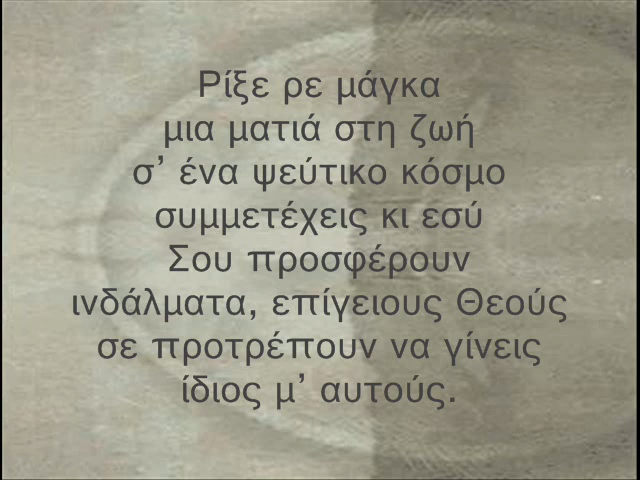 Ρίξε ρε μάγκα
μια ματιά στη ζωή
σ' ένα ψεύτικο κόσμο
συμμετέχεις κι εσύ
Σου προσφέρουν
ινδάλματα, επίγειους Θεούς
σε προτρέπουν να γίνεις
ίδιος μ' αυτούς.